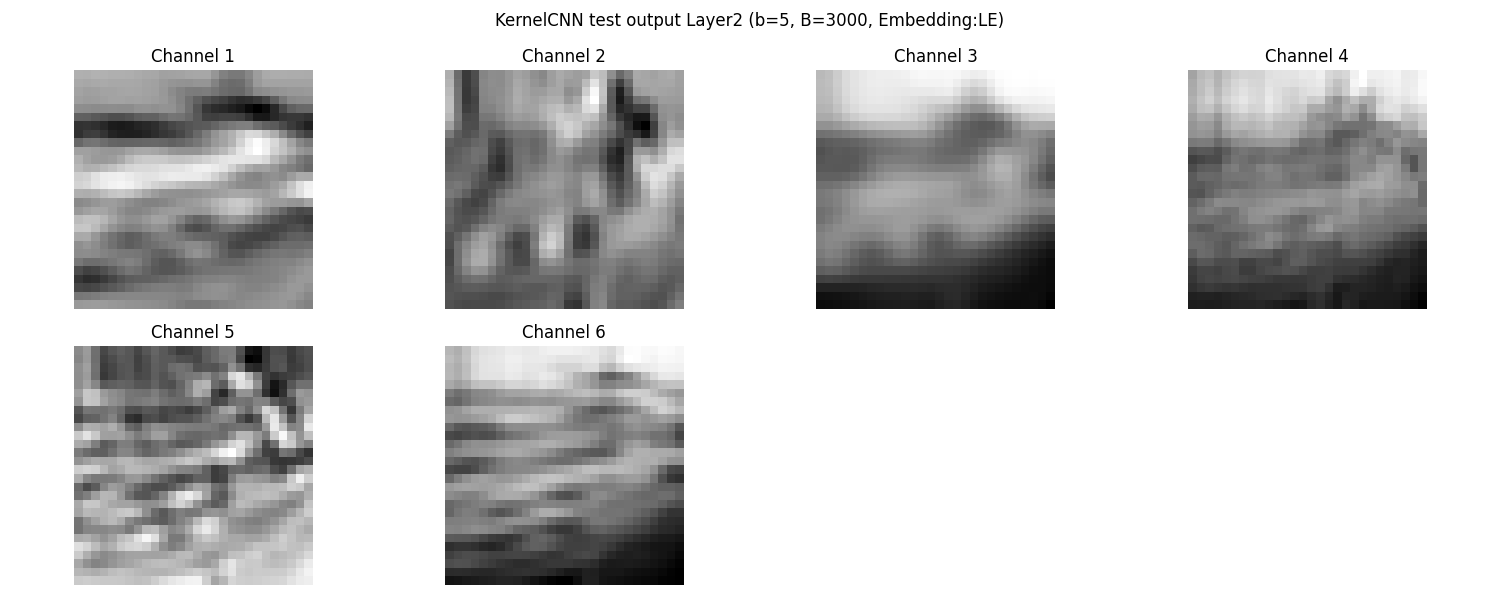 KernelCNN test output Layer2 (b=5, B=3000, Embedding:LE)
Channel 1
Channel 2
Channel 3
Channel 4
Channel 5
Channel 6